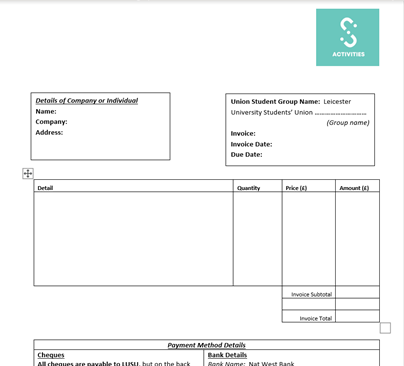 ACTIVITIES
Details of Company or Individual
Name:
Company:
Address:
Union Student Group Name: Leicester
University Students' Union ............................
(Group name)
Invoice:
Invoice Date:
Due Date:
Detail Quantity Price (£) Amount (£)
Invoice Subtotal
Invoice Total
Payment Method Details
Cheques
All cheques are payable to LUSU, but on the back
Bank Details
Bank Name: Nat West Bank